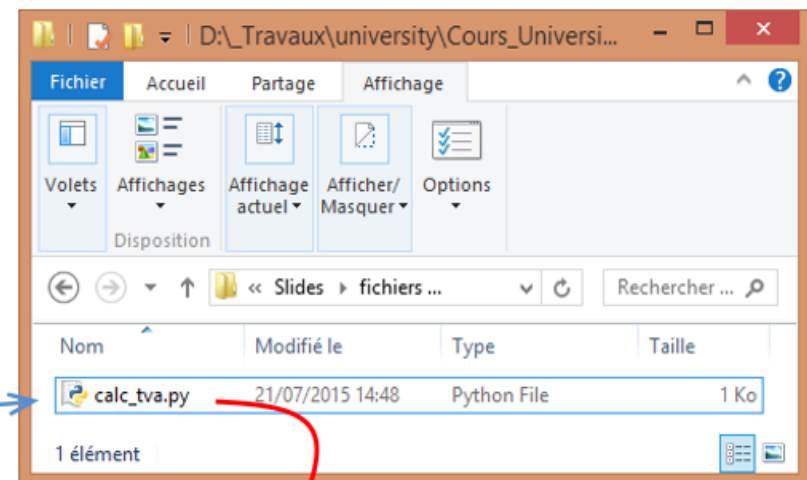 D:\_Travaux\university\Cours_Universi...
Fichier Accueil Partage Affichage
Volets Affichages Affichage actuel Afficher/ Masquer Options
Disposition
« Slides fichiers ... Rechercher ...
Nom Modifié le Type Taille
calc_tva.py 21/07/2015 14:48 Python File 1 Ko
1 élément